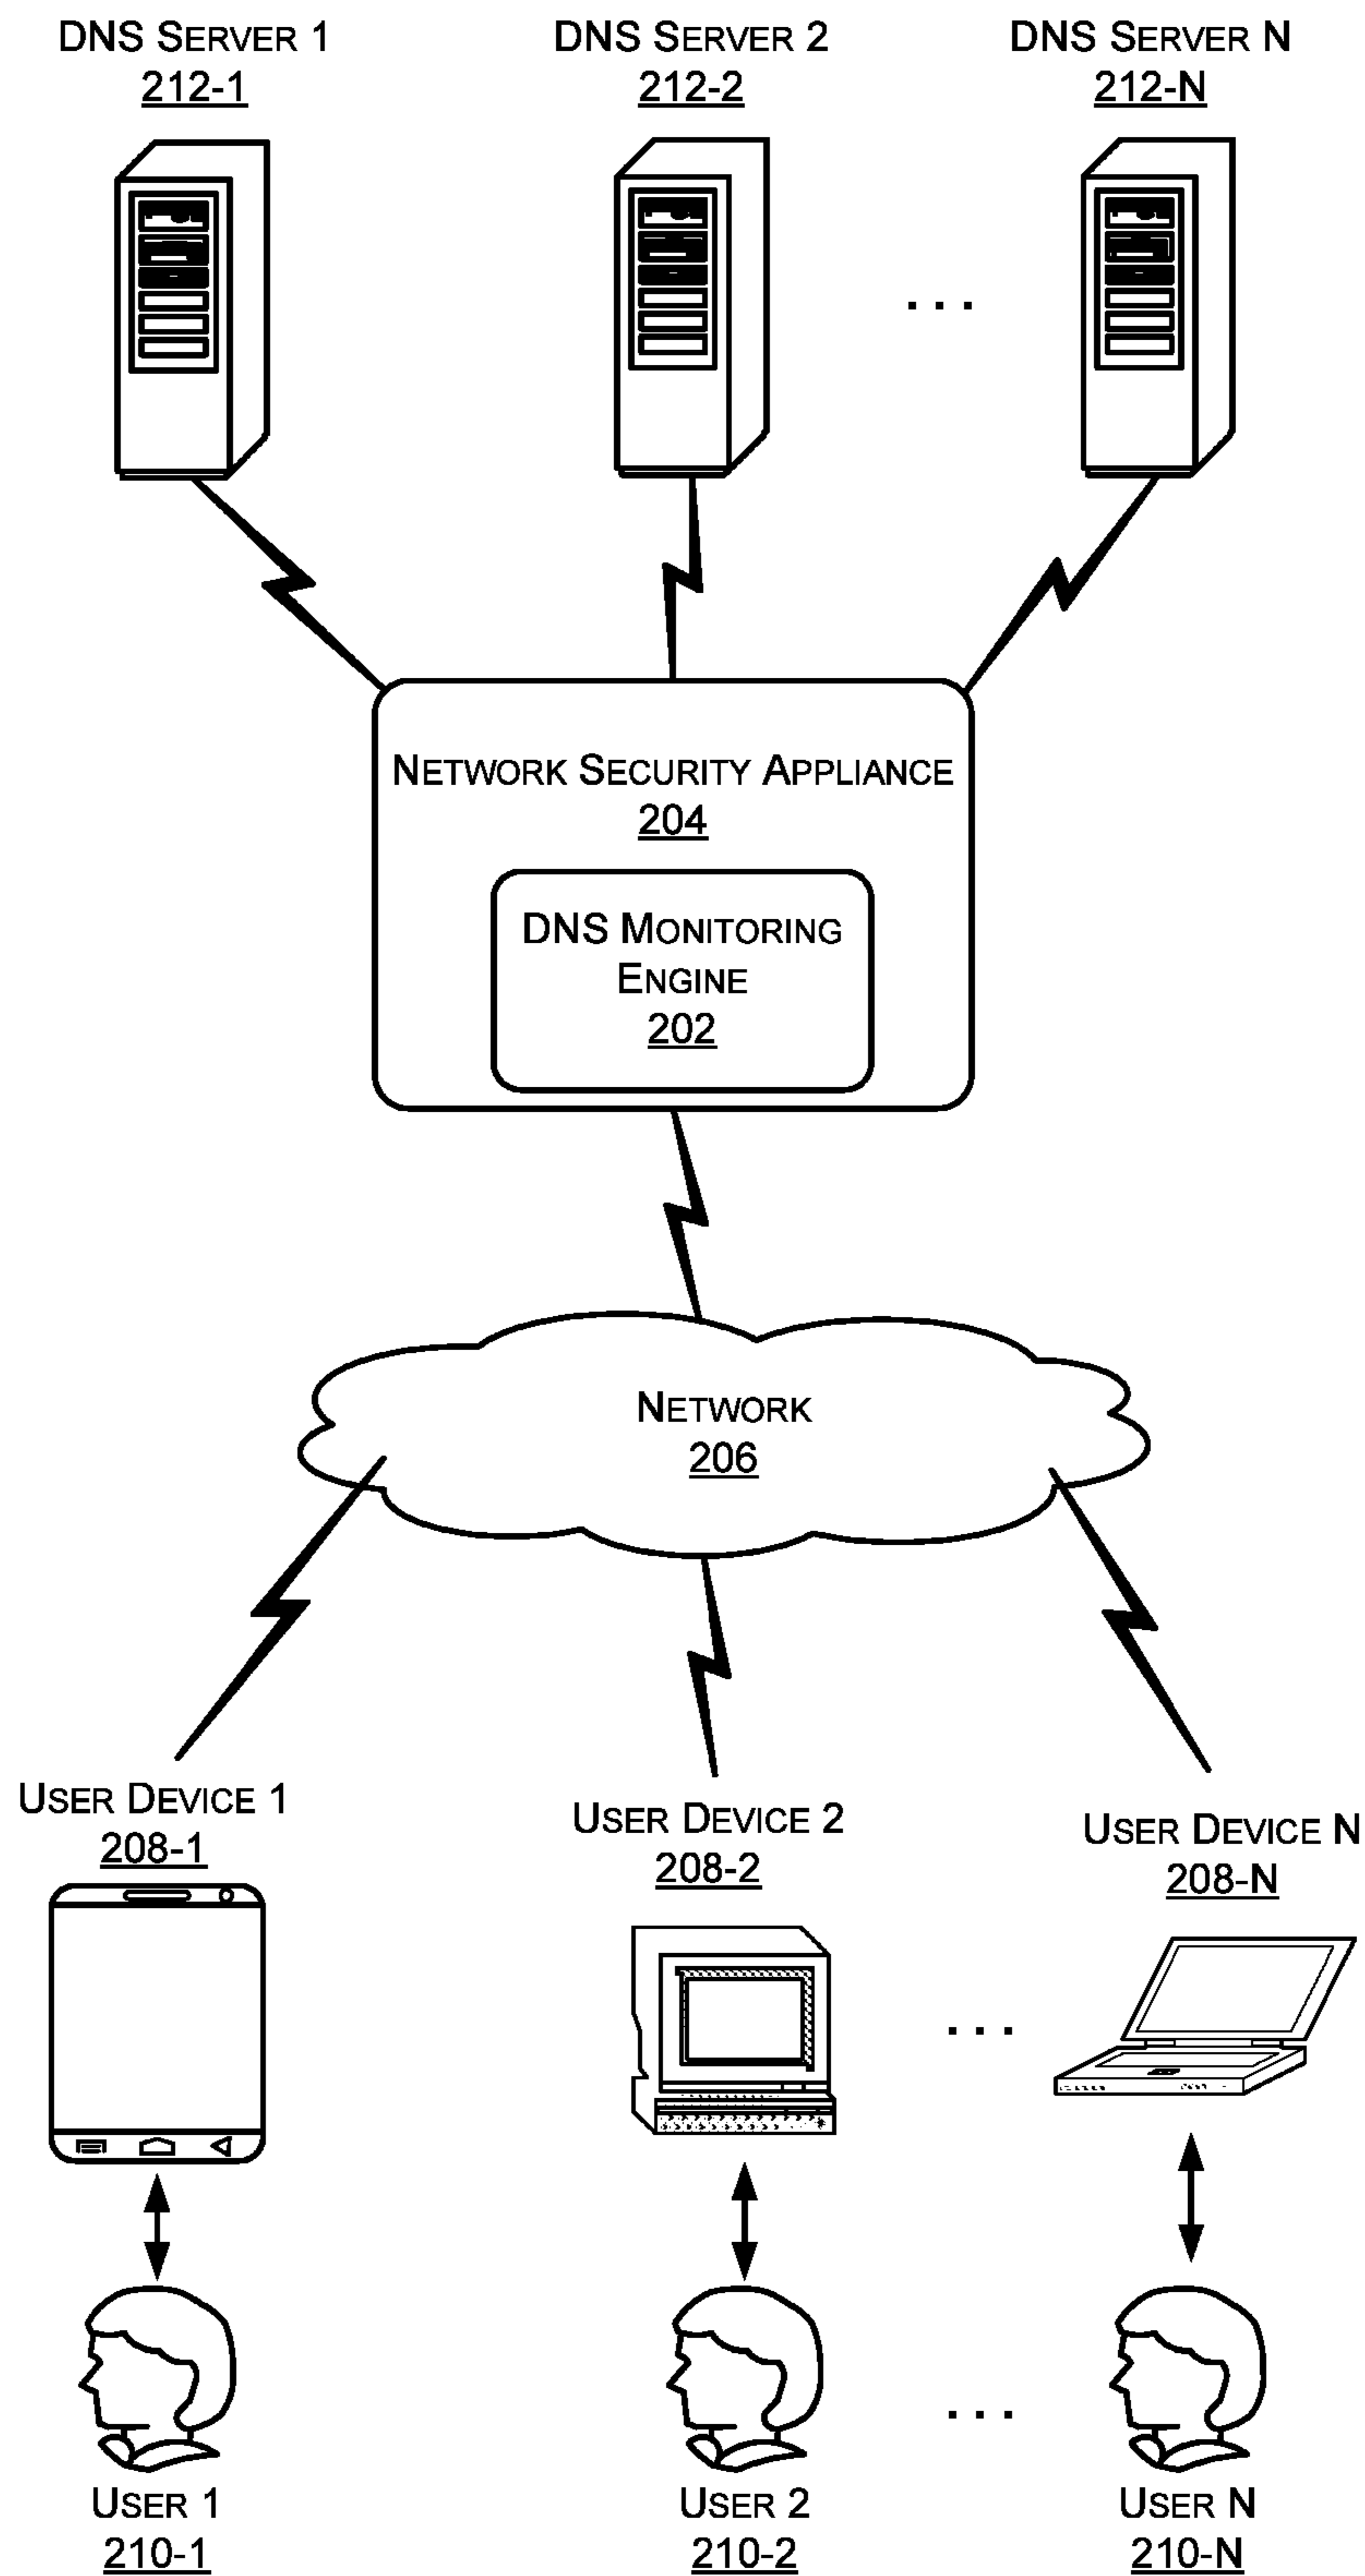 DNS SERVER 1
212-1
DNS SERVER 2
212-2
DNS SERVER N
212-N
. . .
NETWORK SECURITY APPLIANCE
204
DNS MONITORING
ENGINE
202
NETWORK
206
USER DEVICE 1
208-1
USER DEVICE 2
208-2
USER DEVICE N
208-N
. . .
. . .
USER 1
210-1
USER 2
210-2
USER N
210-N